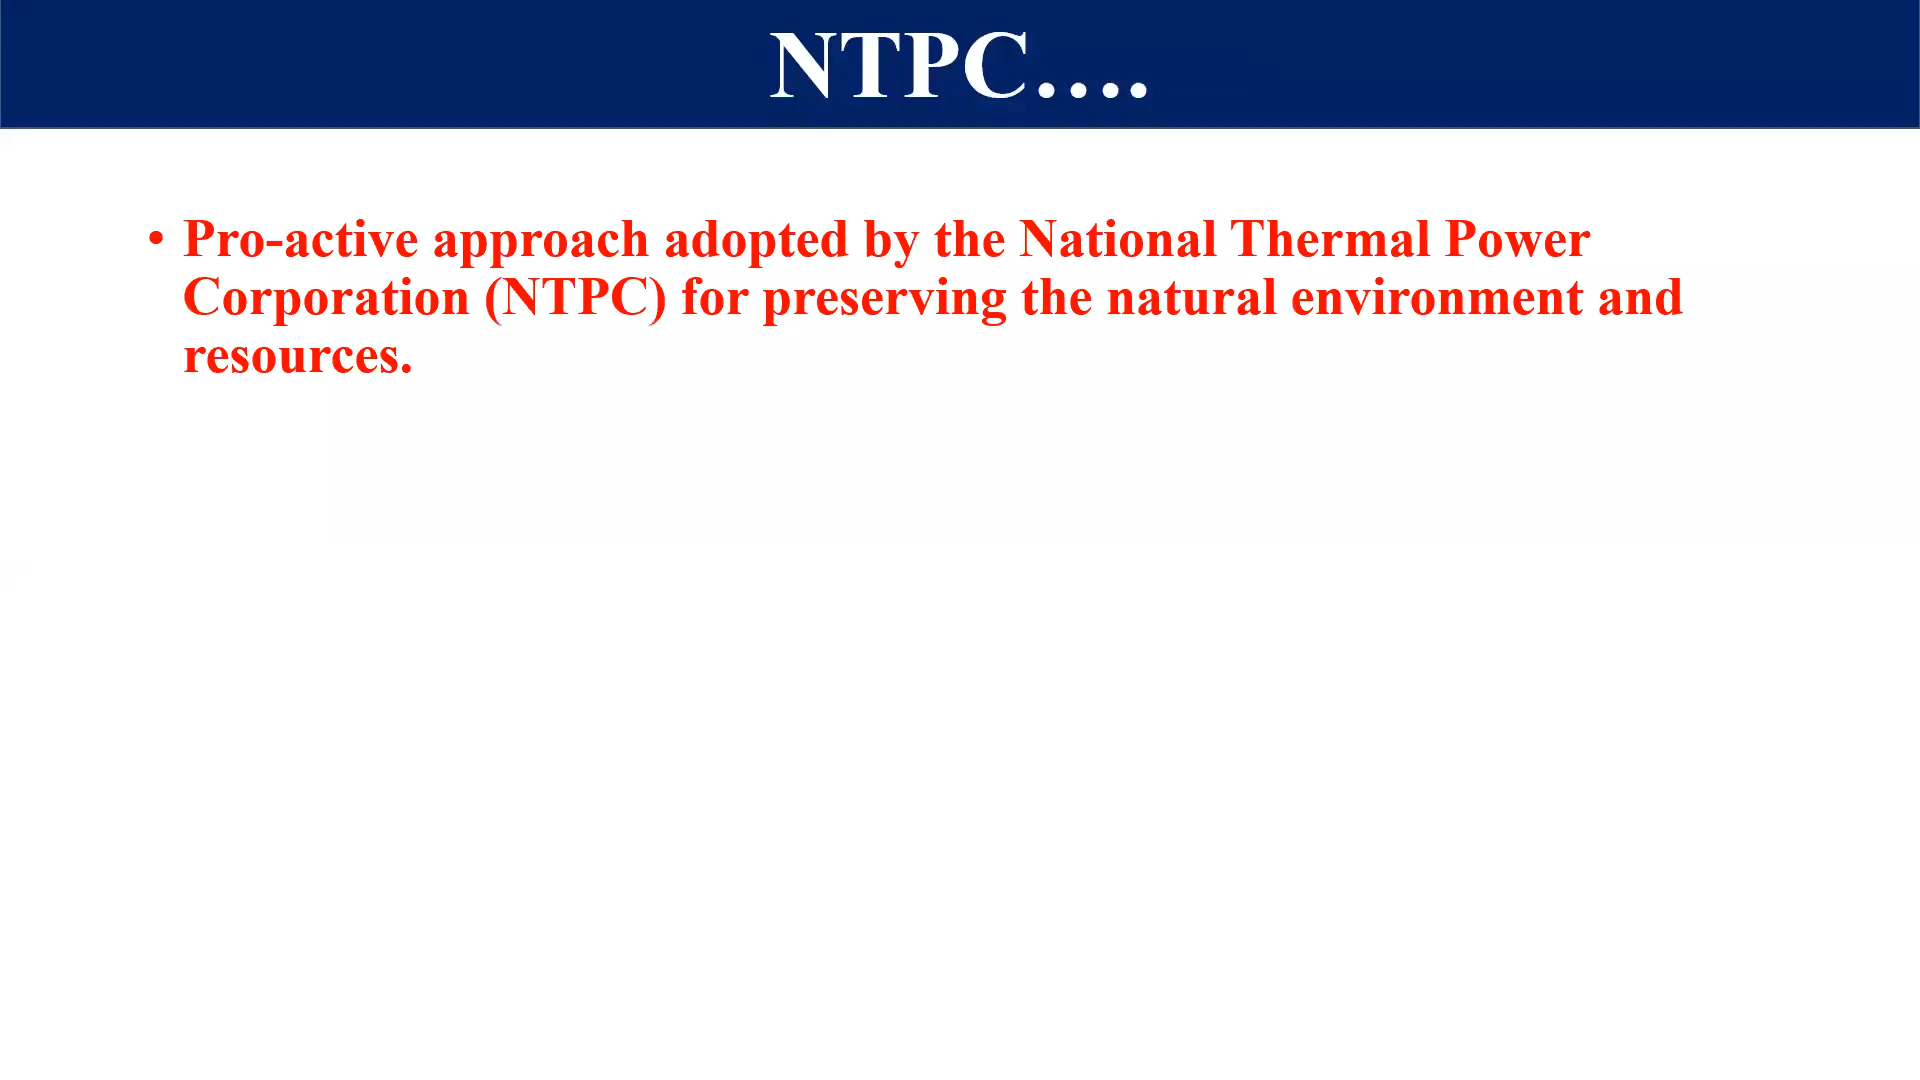 NTPC....
• Pro-active approach adopted by the National Thermal Power
Corporation (NTPC) for preserving the natural environment and
resources.